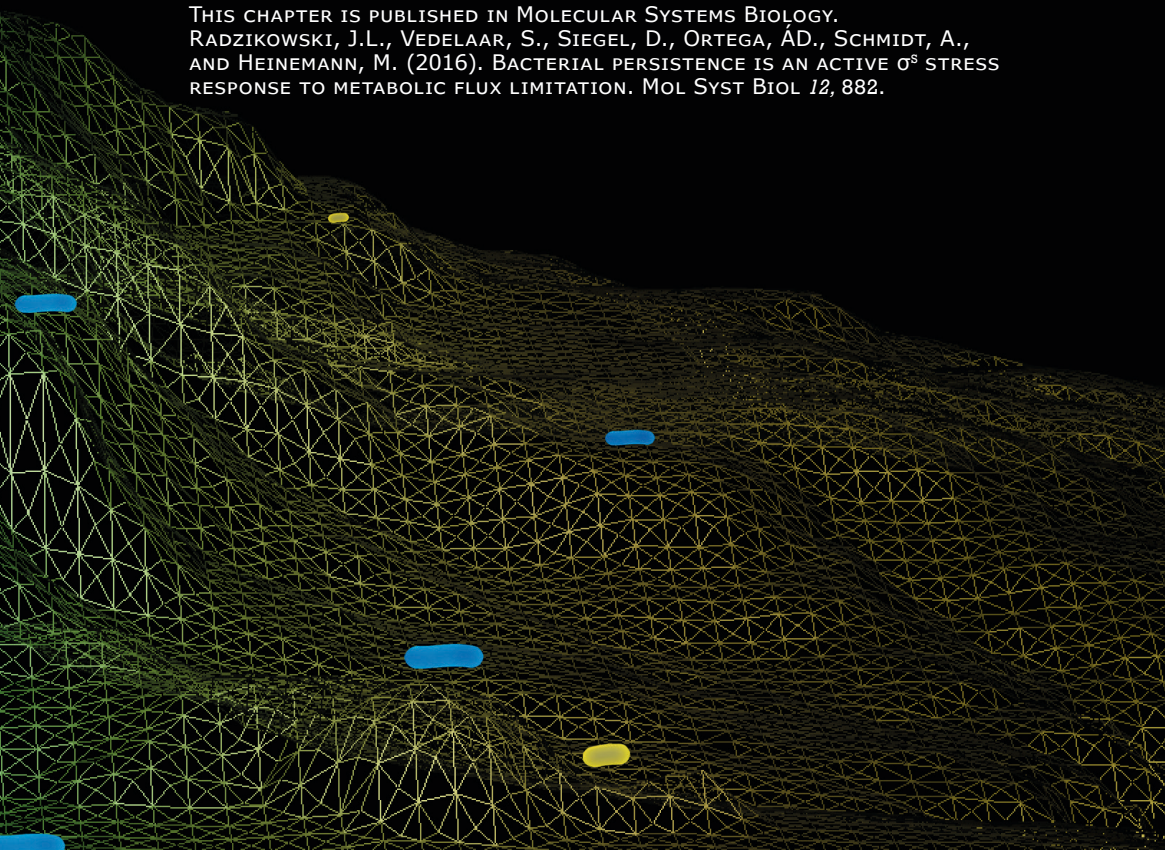 This chapter is published in Molecular Systems Biology.
Radzikowski, J.L., Vedelaar, S., Siegel, D., Ortega, ÁD., Schmidt, A.,
and Heinemann, M. (2016). Bacterial persistence is an active σˢ stress
response to metabolic flux limitation. Mol Syst Biol 12, 882.